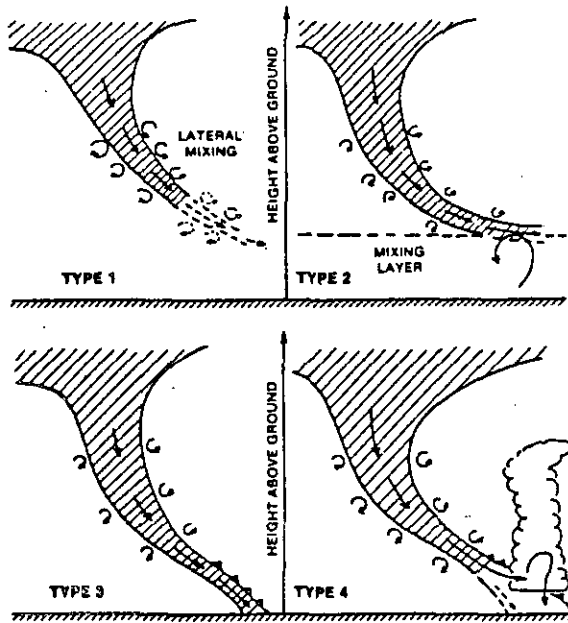 LATERAL
MIXING
TYPE 1
HEIGHT ABOVE GROUND
MIXING
LAYER
TYPE 2
TYPE 3
HEIGHT ABOVE GROUND
TYPE 4